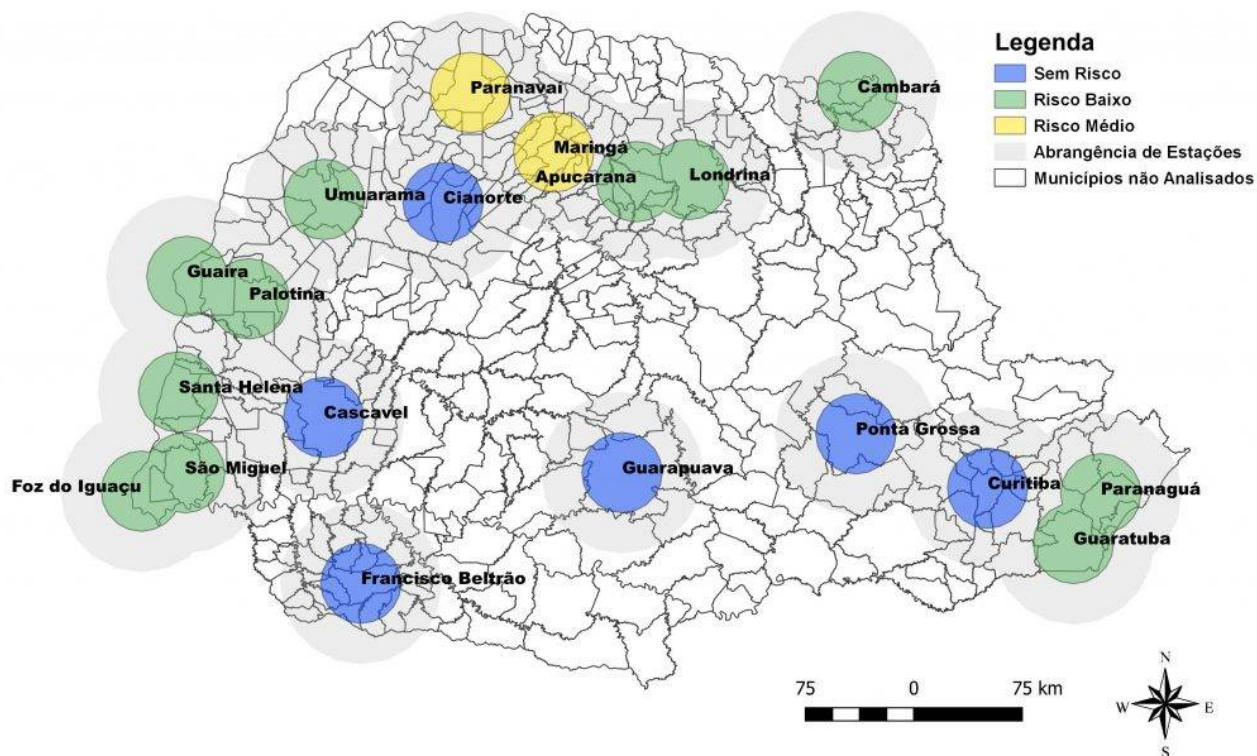 Legenda
Sem Risco
Risco Baixo
Risco Médio
Abrangência de Estações
Municípios não Analisados
Paranavaí
Cambará
Maringá
Apucarana
Londrina
Umuarama
Cianorte
Guaíra
Palotina
Santa Helena
Cascavel
Ponta Grossa
São Miguel
Guarapuava
Foz do Iguaçu
Curitiba
Paranaguá
Guaratuba
Francisco Beltrão
75 0 75 km
N
W E
S